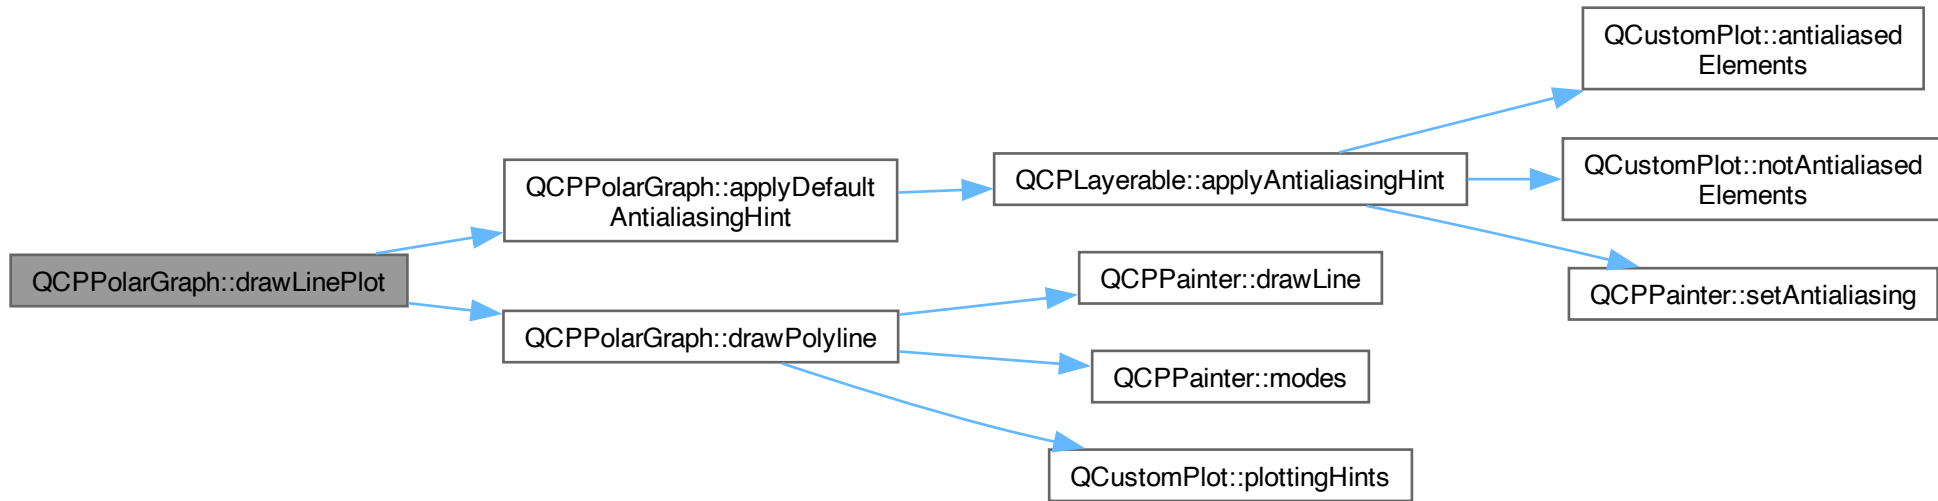 QCPPolarGraph::drawLinePlot
QCPPolarGraph::applyDefault
AntialiasingHint
QCPPolarGraph::drawPolyline
QCPLayerable::applyAntialiasingHint
QCPPainter::drawLine
QCPPainter::modes
QCustomPlot::plottingHints
QCustomPlot::antialiased
Elements
QCustomPlot::notAntialiased
Elements
QCPPainter::setAntialiasing